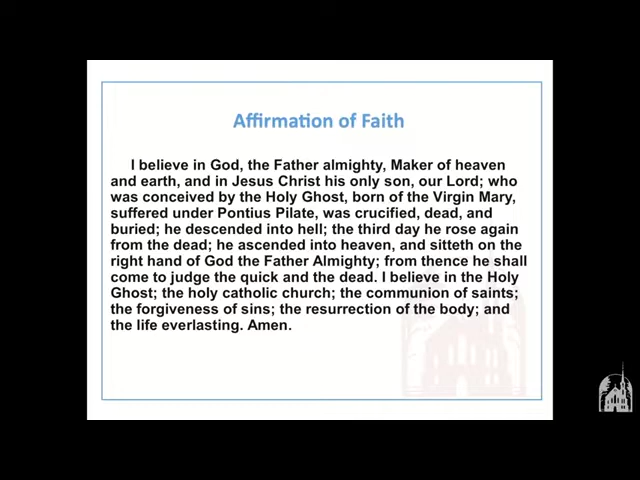 Affirmation of Faith
I believe in God, the Father almighty, Maker of heaven
and earth, and in Jesus Christ his only son, our Lord; who
was conceived by the Holy Ghost, born of the Virgin Mary,
suffered under Pontius Pilate, was crucified, dead, and
buried; he descended into hell; the third day he rose again
from the dead; he ascended into heaven, and sitteth on the
right hand of God the Father Almighty; from thence he shall
come to judge the quick and the dead. I believe in the Holy
Ghost; the holy catholic church; the communion of saints;
the forgiveness of sins; the resurrection of the body; and
the life everlasting. Amen.